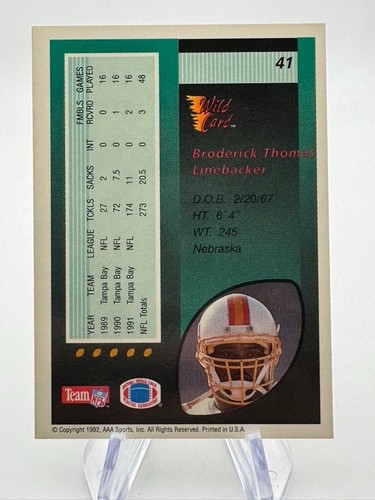 41
Wild
Card™
Broderick Thomas
Linebacker
D.O.B. 2/20/67
HT. 6'4"
WT. 245
Nebraska
YEAR TEAM LEAGUE TCKLS SACKS INT FMBLS RCVRD GAMES PLAYED
1989 Tampa Bay NFL 27 2 0 0 16
1990 Tampa Bay NFL 72 7.5 0 1 16
1991 Tampa Bay NFL 174 11 0 2 16
NFL Totals 273 20.5 0 3 48
Team NFL
© Copyright 1992, AAA Sports, Inc. All Rights Reserved. Printed in U.S.A.